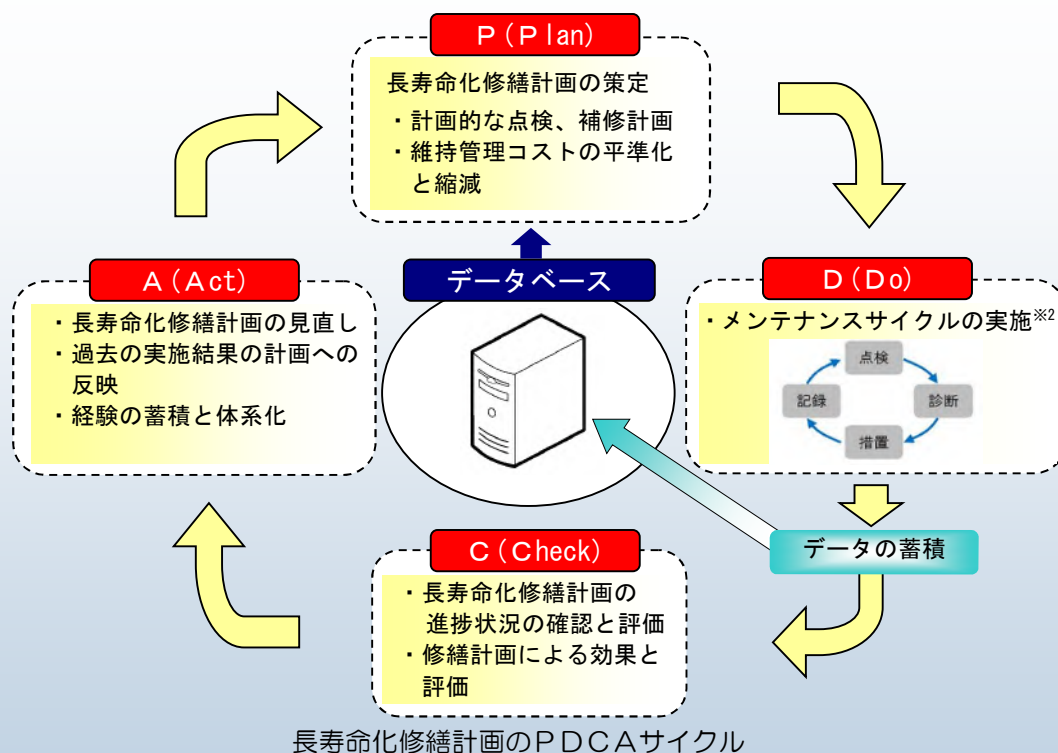 Ｐ(Ｐlan)
長寿命化修繕計画の策定
・計画的な点検、補修計画
・維持管理コストの平準化
と縮減
Ａ(Ａct)
・長寿命化修繕計画の見直し
・過去の実施結果の計画への
反映
・経験の蓄積と体系化
データベース
Ｄ(Ｄo)
・メンテナンスサイクルの実施※2
点検
記録
診断
措置
データの蓄積
Ｃ(Ｃheck)
・長寿命化修繕計画の
進捗状況の確認と評価
・修繕計画による効果と
評価
長寿命化修繕計画のＰＤＣＡサイクル